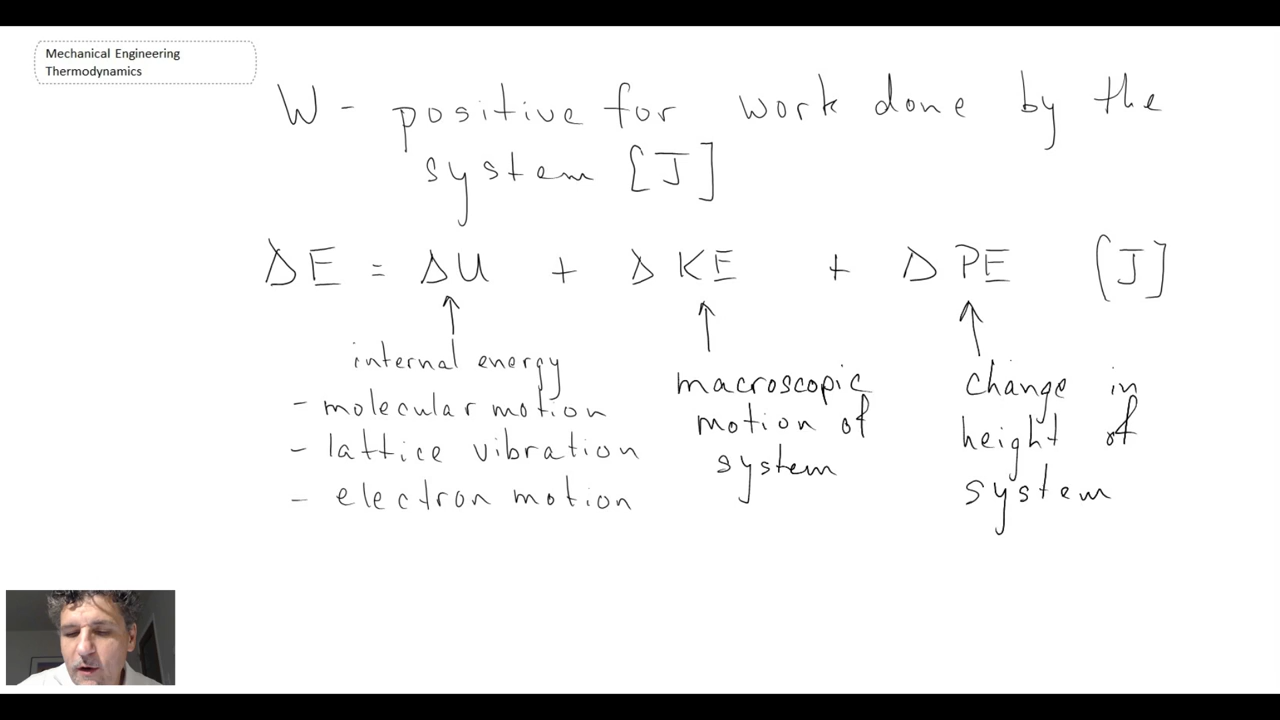 Mechanical Engineering
Thermodynamics
W - positive for work done by the
system [J]
ΔE = ΔU + ΔKE + ΔPE [J]
internal energy
- molecular motion
- lattice vibration
- electron motion
macroscopic
motion of
system
change in
height of
system